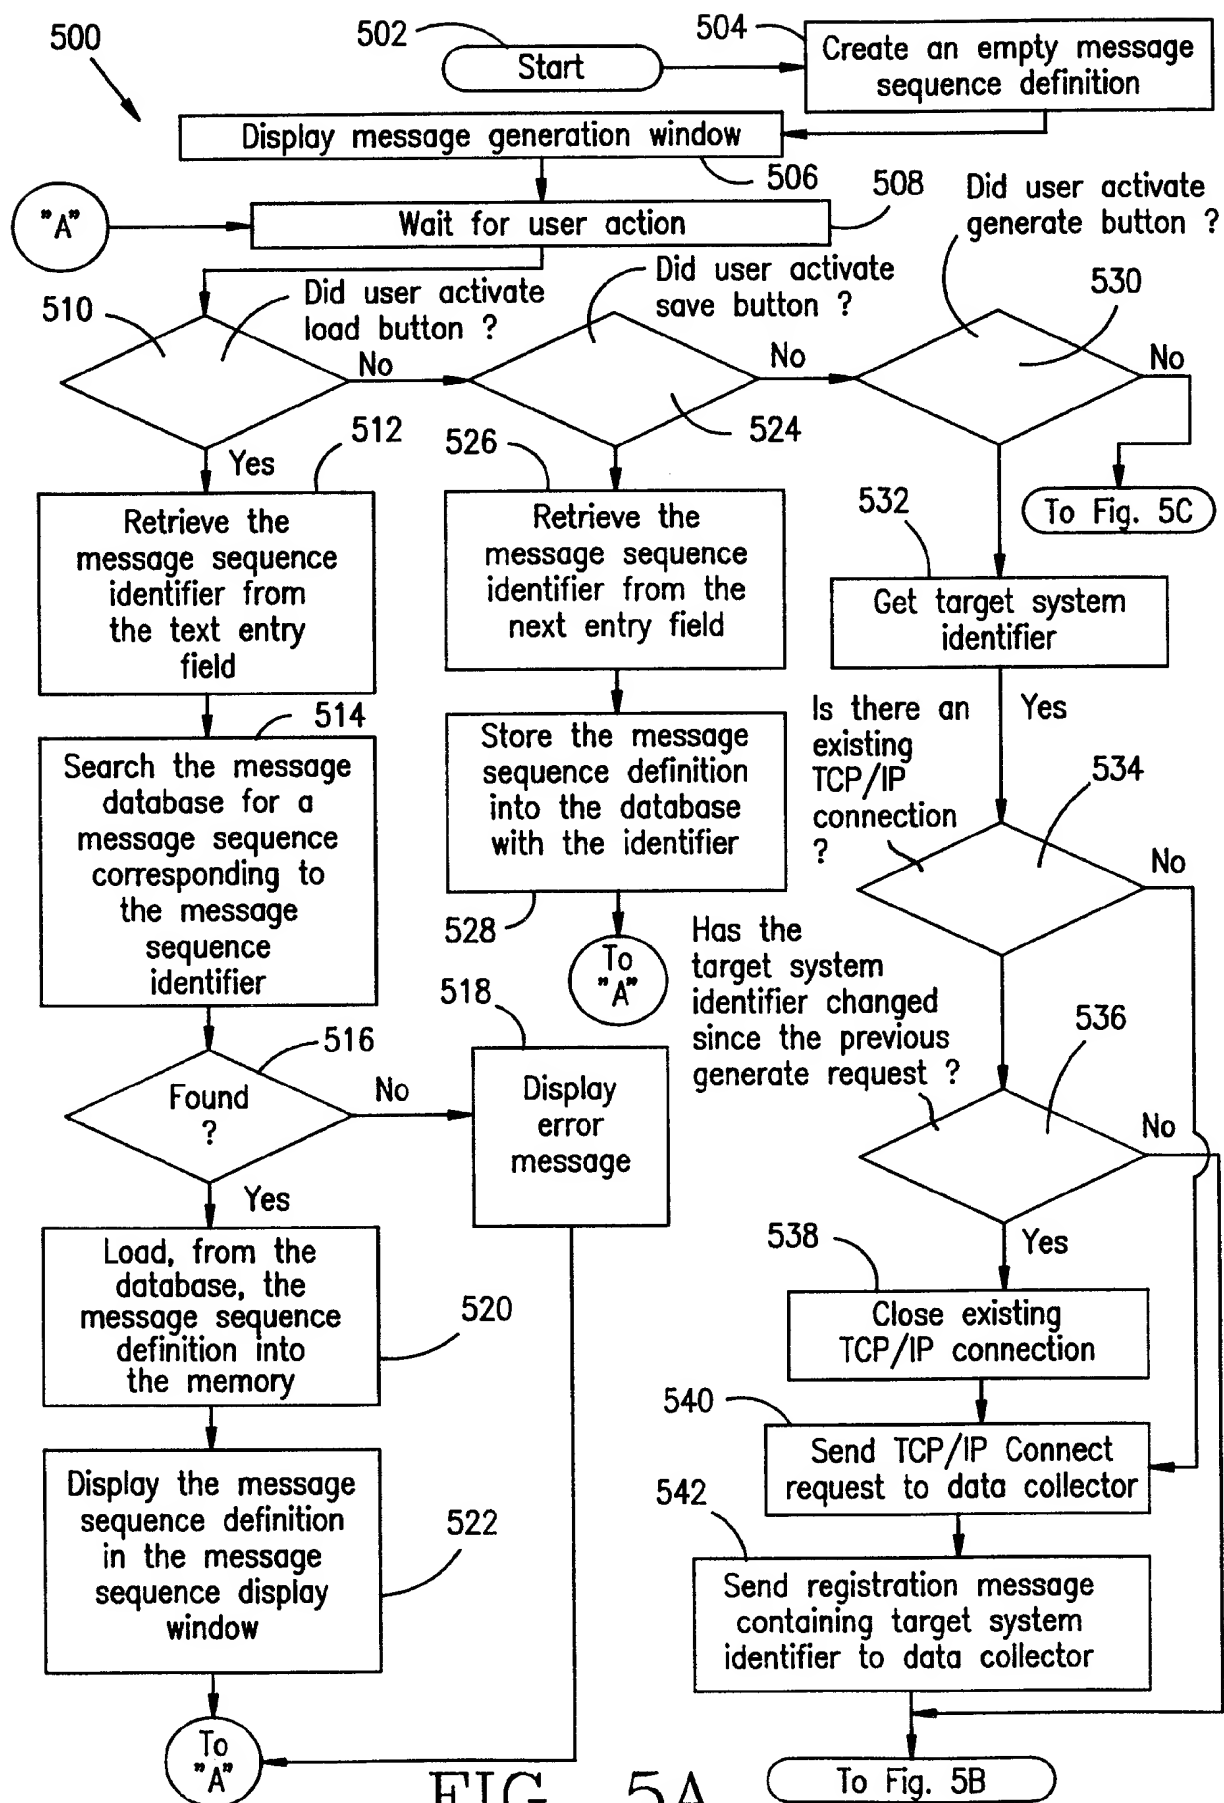 500
502
Start
504
Create an empty message
sequence definition
Display message generation window
506
"A"
Wait for user action
508
Did user activate
generate button ?
510
Did user activate
load button ?
No
Did user activate
save button ?
No
524
530
No
To Fig. 5C
Yes
512
Retrieve the
message sequence
identifier from
the text entry
field
514
Search the message
database for a
message sequence
corresponding to
the message
sequence
identifier
516
Found
?
No
518
Display
error
message
Yes
Load, from the
database, the
message sequence
definition into
the memory
520
Display the message
sequence definition
in the message
sequence display
window
522
To
"A"
526
Retrieve the
message sequence
identifier from the
next entry field
Store the message
sequence definition
into the database
with the identifier
528
To
"A"
532
Get target system
identifier
Yes
Is there an
existing
TCP/IP
connection
?
534
No
Has the
target system
identifier changed
since the previous
generate request ?
536
No
Yes
538
Close existing
TCP/IP connection
540
Send TCP/IP Connect
request to data collector
542
Send registration message
containing target system
identifier to data collector
To Fig. 5B
FIG. 5A